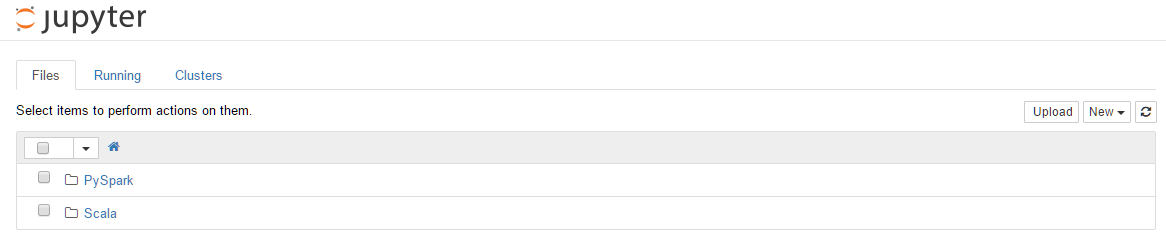 jupyter
Files Running Clusters
Select items to perform actions on them. Upload New
PySpark
Scala